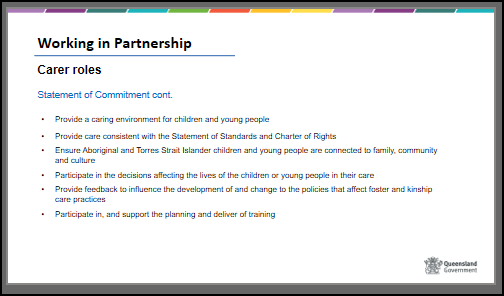 Working in Partnership
Carer roles
Statement of Commitment cont.
• Provide a caring environment for children and young people
• Provide care consistent with the Statement of Standards and Charter of Rights
• Ensure Aboriginal and Torres Strait Islander children and young people are connected to family, community
and culture
• Participate in the decisions affecting the lives of the children or young people in their care
• Provide feedback to influence the development of and change to the policies that affect foster and kinship
care practices
• Participate in, and support the planning and deliver of training
Queensland
Government